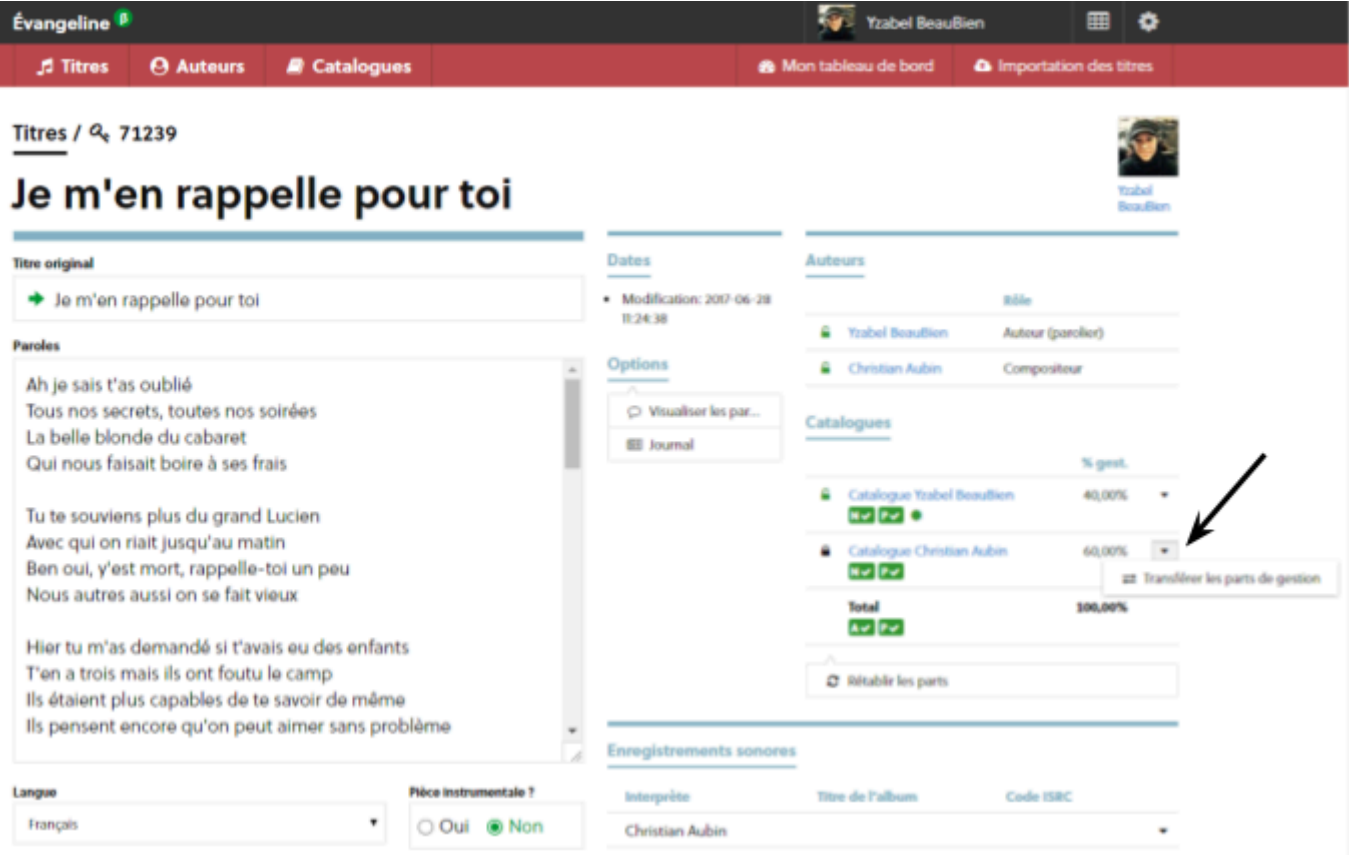 Évangeline β
Yzabel BeauBien
Titres
Auteurs
Catalogues
Mon tableau de bord
Importation des titres
Titres / 71239
Je m'en rappelle pour toi
Yzabel
BeauBien
Titre original
Je m'en rappelle pour toi
Paroles
Ah je sais t'as oublié
Tous nos secrets, toutes nos soirées
La belle blonde du cabaret
Qui nous faisait boire à ses frais
Tu te souviens plus du grand Lucien
Avec qui on riait jusqu'au matin
Ben oui, y'est mort, rappelle-toi un peu
Nous autres aussi on se fait vieux
Hier tu m'as demandé si t'avais eu des enfants
T'en a trois mais ils ont foutu le camp
Ils étaient plus capables de te savoir de même
Ils pensent encore qu'on peut aimer sans problème
Langue
Français
Pièce instrumentale ?
Oui
Non
Dates
Modification: 2017-06-28
11:24:38
Options
Visualiser les par...
Journal
Auteurs
Rôle
Yzabel BeauBien Auteur (parolier)
Christian Aubin Compositeur
Catalogues
% gest.
Catalogue Yzabel BeauBien 40,00%
N P
Catalogue Christian Aubin 60,00%
N P
Transférer les parts de gestion
Total 100,00%
A P
Rétablir les parts
Enregistrements sonores
Interprète Titre de l'album Code ISRC
Christian Aubin